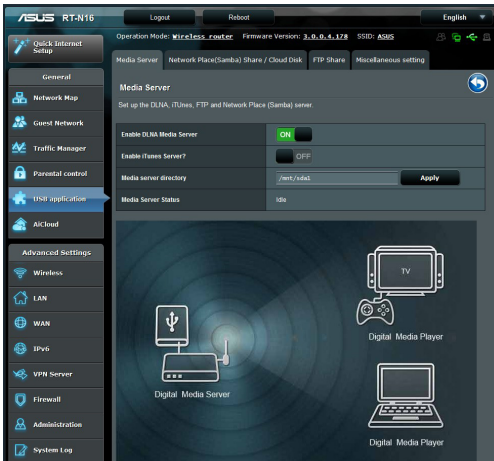 ASUS RT-N16
Logout
Reboot
English
Quick Internet
Setup
Operation Mode: Wireless router Firmware Version: 3.0.0.4.178 SSID: ASUS
General
Network Map
Guest Network
Traffic Manager
Parental control
USB application
AiCloud
Advanced Settings
Wireless
LAN
WAN
IPv6
VPN Server
Firewall
Administration
System Log
Media Server
Network Place(Samba) Share /
Cloud Disk
FTP Share
Miscellaneous setting
Media Server
Set up the DLNA, iTunes, FTP and Network Place (Samba) server.
Enable DLNA Media Server
ON
Enable iTunes Server?
OFF
Media server directory
/mnt/sda1
Apply
Media Server Status
Idle
TV
Digital Media Player
Digital Media Server
Digital Media Player